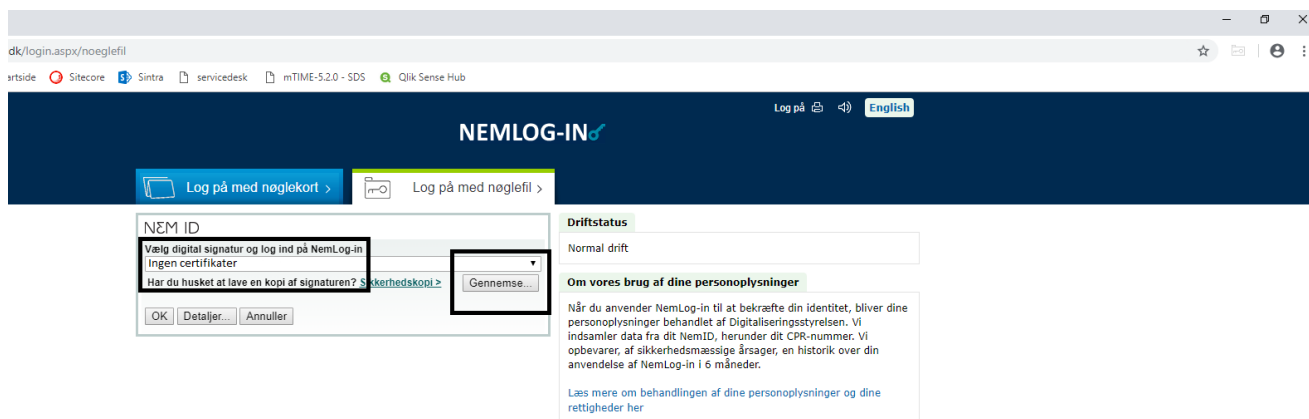 dk/login.aspx/noeglefil
artside Sitecore Sintra servicedesk mTIME-5.2.0 - SDS Qlik Sense Hub
Log på English
NEMLOG-IN
Log på med nøglekort > Log på med nøglefil >
NEM ID
Vælg digital signatur og log ind på NemLog-in
Ingen certifikater
Har du husket at lave en kopi af signaturen? Sikkerhedskopi > Gennemse...
OK Detaljer... Annuller
Driftstatus
Normal drift
Om vores brug af dine personoplysninger
Når du anvender NemLog-in til at bekræfte din identitet, bliver dine
personoplysninger behandlet af Digitaliseringsstyrelsen. Vi
indsamler data fra dit NemID, herunder dit CPR-nummer. Vi
opbevarer, af sikkerhedsmæssige årsager, en historik over din
anvendelse af NemLog-in i 6 måneder.
Læs mere om behandlingen af dine personoplysninger og dine
rettigheder her